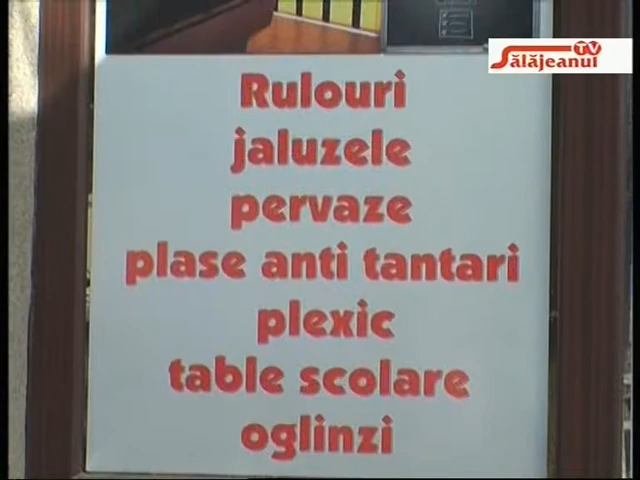 Sălăjeanul TV
Rulouri
jaluzele
pervaze
plase anti tantari
plexic
table scolare
oglinzi